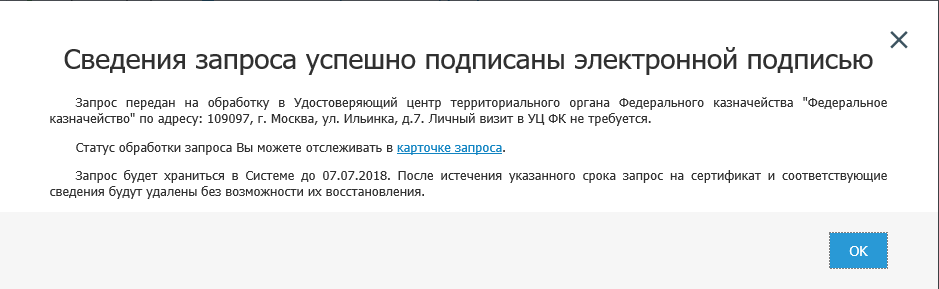 Сведения запроса успешно подписаны электронной подписью
Запрос передан на обработку в Удостоверяющий центр территориального органа Федерального казначейства "Федеральное
казначейство" по адресу: 109097, г. Москва, ул. Ильинка, д.7. Личный визит в УЦ ФК не требуется.
Статус обработки запроса Вы можете отслеживать в карточке запроса.
Запрос будет храниться в Системе до 07.07.2018. После истечения указанного срока запрос на сертификат и соответствующие
сведения будут удалены без возможности их восстановления.
ОК